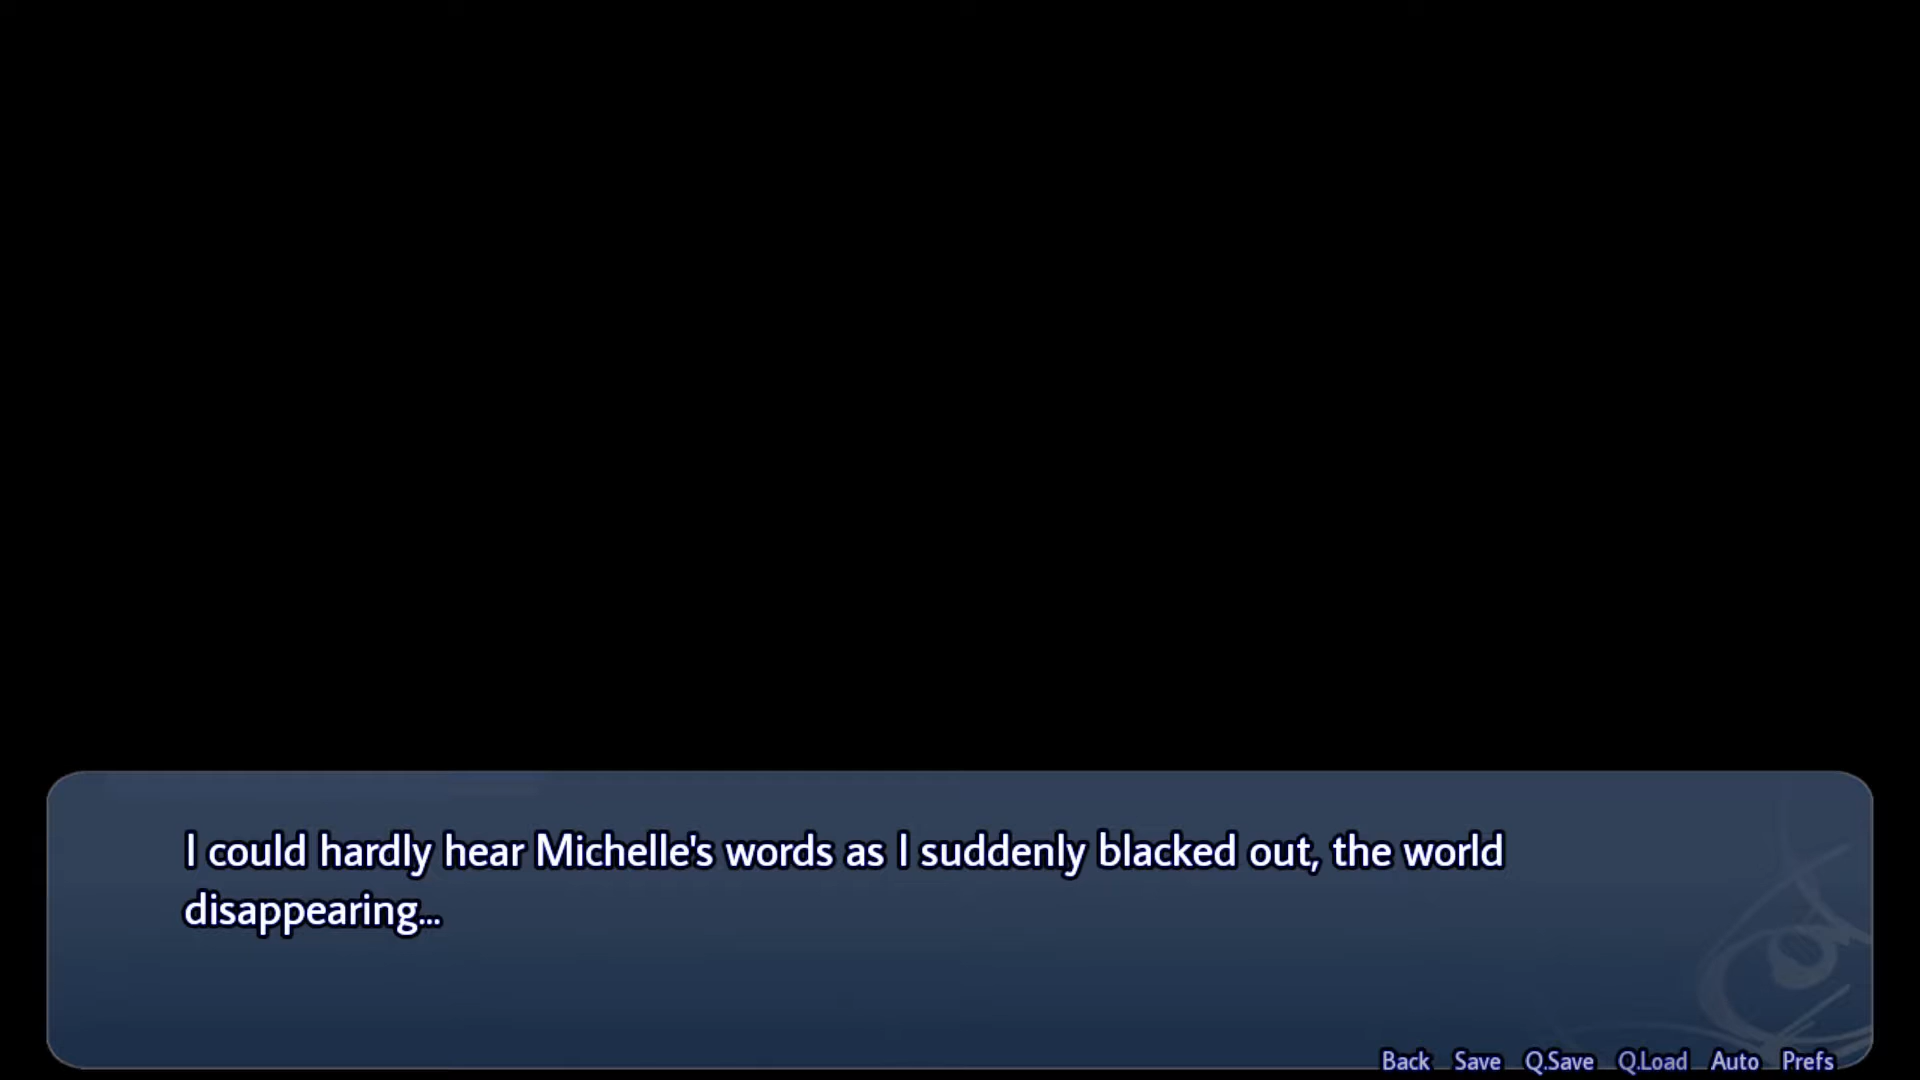 I could hardly hear Michelle's words as I suddenly blacked out, the world
disappearing...
Back Save Q.Save Q.Load Auto Prefs